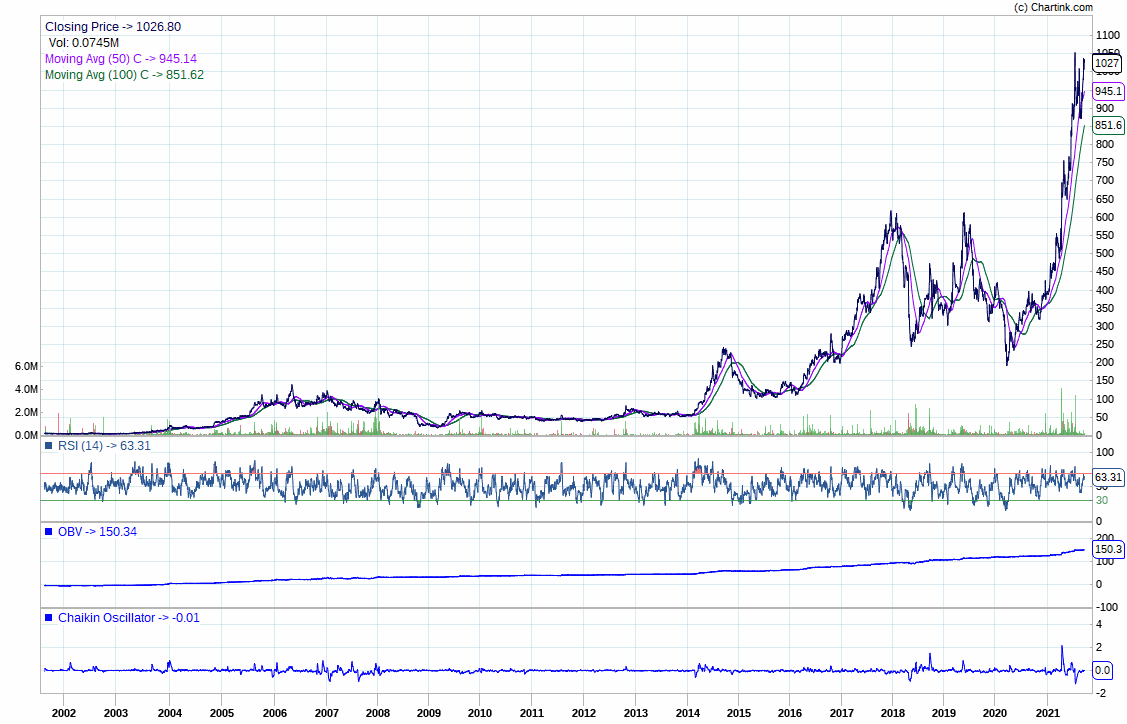 (c) Chartink.com
Closing Price -> 1026.80
Vol: 0.0745M
Moving Avg (50) C -> 945.14
Moving Avg (100) C -> 851.62
1100
1050
1027
1000
945.1
900
851.6
800
750
700
650
600
550
500
450
400
350
300
250
200
150
100
50
0
6.0M
4.0M
2.0M
0.0M
RSI (14) -> 63.31
100
63.31
50
30
0
OBV -> 150.34
200
150.3
100
0
-100
Chaikin Oscillator -> -0.01
4
2
0.0
-2
2002 2003 2004 2005 2006 2007 2008 2009 2010 2011 2012 2013 2014 2015 2016 2017 2018 2019 2020 2021